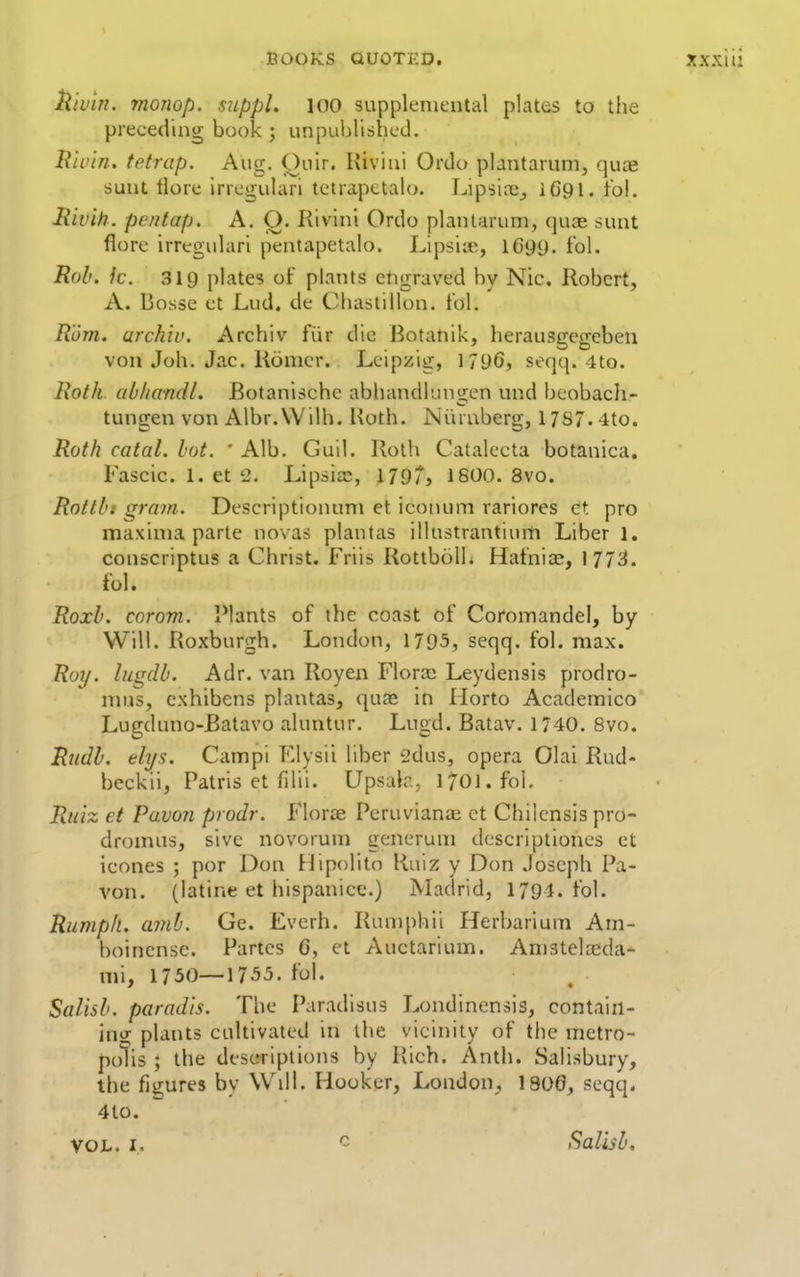 BOOKS QUOTED. xxxiii
Rivin. monop. suppl. 100 supplemental plates to the
preceding book; unpublished.
Rivin. tetrap. Aug. Quir. Rivini Ordo plantarum, quæ
sunt flore irregulari tetrapetalo. Lipsiæ, 1691. fol.
Rivin. pentap. A. Q. Rivini Ordo plantarum, quæ sunt
flore irregulari pentapetalo. Lipsiæ, 1699. fol.
Rob. ic. 319 plates of plants engraved by Nic. Robert,
A. Bosse et Lud. de Chastillon. fol.
Röm. archiv. Archiv für die Botanik, herausgegeben
von Joh. Jac. Römer. Leipzig, 1796, seqq. 4to.
Roth abhandl. Botanische abhandlungen und beobach-
tungen von Albr. Wilh. Roth. Nürnberg, 1787. 4to.
Roth catal. bot. Alb. Guil. Roth Catalecta botanica.
Fascic. 1. et 2. Lipsiæ, 1797, 1800. 8vo.
Rottb. gram. Descriptionum et iconum rariores et pro
maxima parte novas plantas illustrantium Liber 1.
conscriptus a Christ. Friis Rottböll. Hafniæ, 1773.
fol.
Roxb. corom. Plants of the coast of Coromandel, by
Will. Roxburgh. London, 1795, seqq. fol. max.
Roy. lugdb. Adr. van Royen Floræ Leydensis prodro-
mus, exhibens plantas, quæ in Horto Academico
Lugduno-Batavo aluntur. Lugd. Batav. 1740. 8vo.
Rudb. elys. Campi Elysii liber 2dus, opera Olai Rud-
beckii, Patris et filii. Upsalæ, 1701. fol.
Ruiz et Pavon prodr. Floræ Peruvianæ et Chilensis pro-
dromus, sive novorum generum descriptiones et
icones; por Don Hipolito Ruiz y Don Joseph Pa-
von. (latine et hispanice.) Madrid, 1794. fol.
Rumph. amb. Ge. Everh. Rumphii Herbarium Am-
boinense. Partes 6, et Auctarium. Amstelæda-
mi, 1750—1755. fol.
Salisb. paradis. The Paradisus Londinensis, contain-
ing plants cultivated in the vicinity of the metro-
polis; the descriptions by Rich. Anth. Salisbury,
the figures by Will. Hooker, London, 1806, seqq.
4to.
VOL. I. c Salisb.